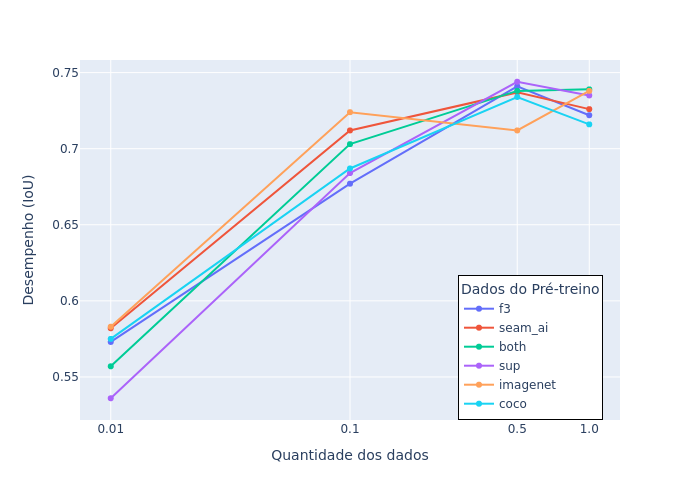 0.75
0.7
0.65
0.6
0.55
Desempenho (IoU)
0.01
0.1
0.5
1.0
Quantidade dos dados
Dados do Pré-treino
f3
seam_ai
both
sup
imagenet
coco